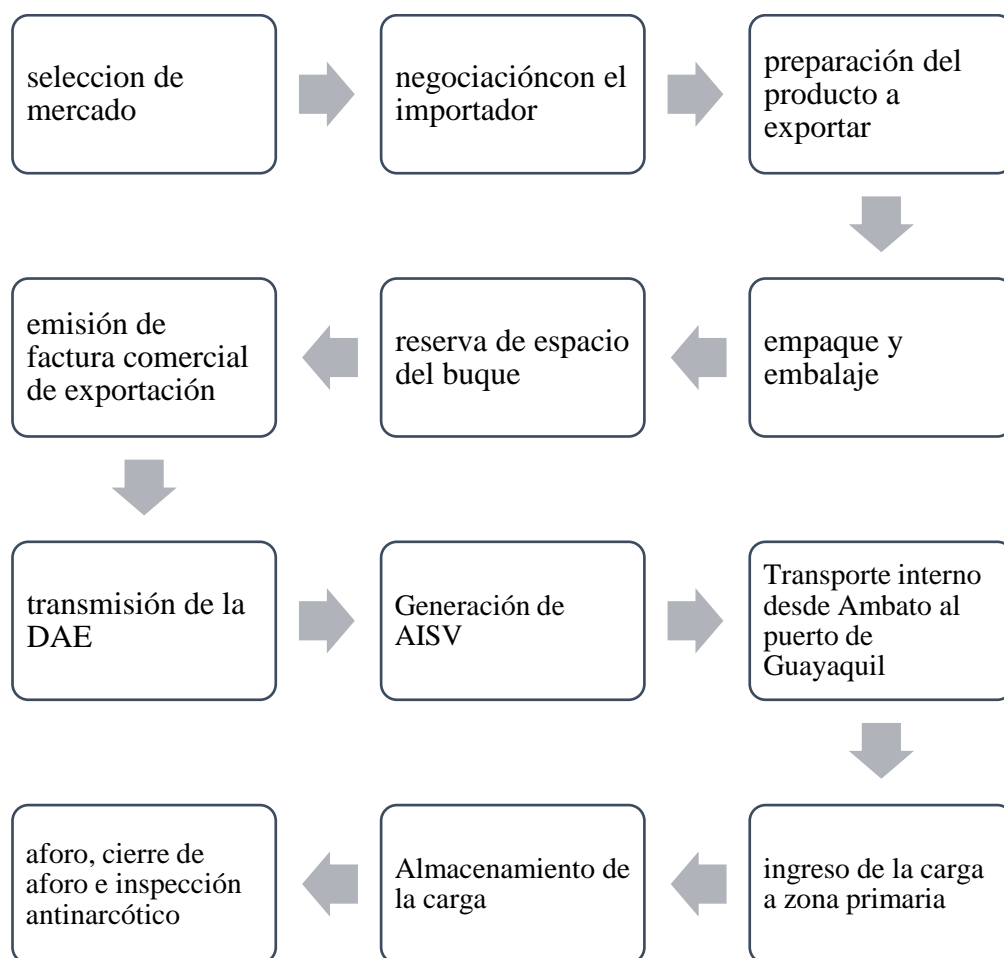 seleccion de
mercado
negociacióncon el
importador
preparación del
producto a
exportar
empaque y
embalaje
reserva de espacio
del buque
emisión de
factura comercial
de exportación
transmisión de la
DAE
Generación de
AISV
Transporte interno
desde Ambato al
puerto de
Guayaquil
ingreso de la carga
a zona primaria
Almacenamiento de
la carga
aforo, cierre de
aforo e inspección
antinarcótico